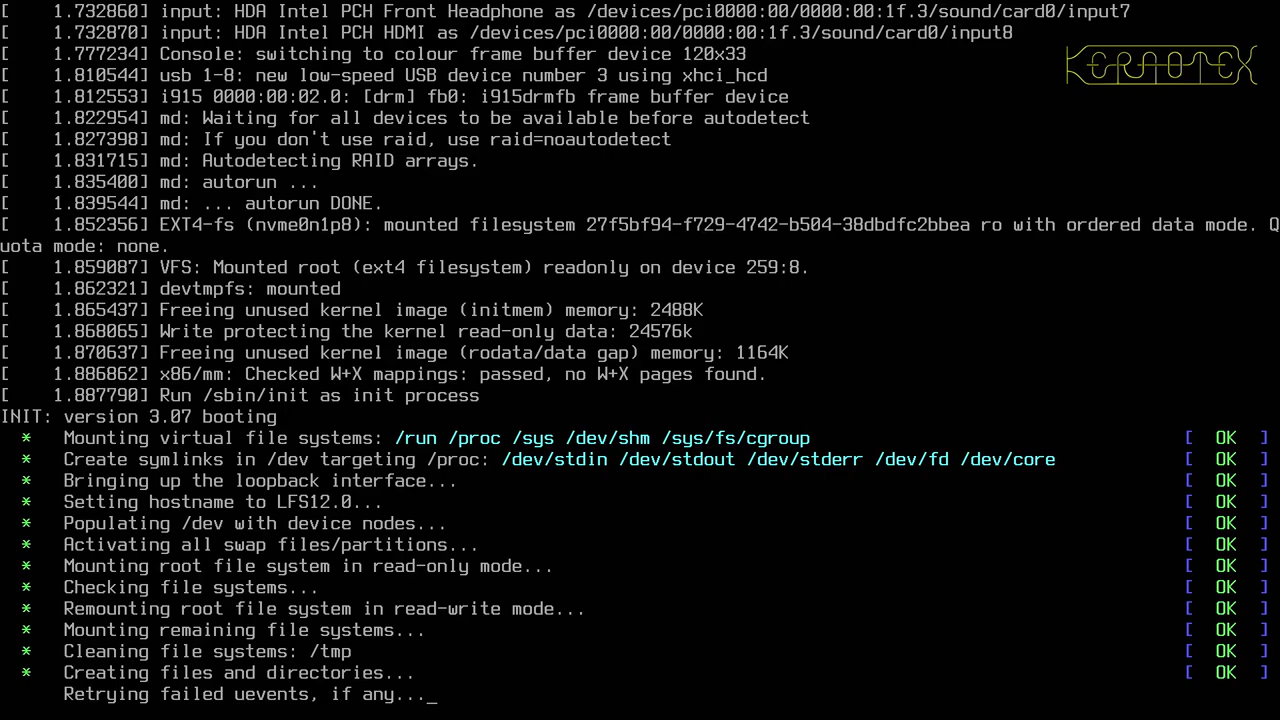 [    1.732860] input: HDA Intel PCH Front Headphone as /devices/pci0000:00/0000:00:1f.3/sound/card0/input7
[    1.732870] input: HDA Intel PCH HDMI as /devices/pci0000:00/0000:00:1f.3/sound/card0/input8
[    1.777234] Console: switching to colour frame buffer device 120x33
KERAOTEX
[    1.810544] usb 1-8: new low-speed USB device number 3 using xhci_hcd
[    1.812553] i915 0000:00:02.0: [drm] fb0: i915drmfb frame buffer device
[    1.822954] md: Waiting for all devices to be available before autodetect
[    1.827398] md: If you don't use raid, use raid=noautodetect
[    1.831715] md: Autodetecting RAID arrays.
[    1.835400] md: autorun ...
[    1.839544] md: ... autorun DONE.
[    1.852356] EXT4-fs (nvme0n1p8): mounted filesystem 27f5bf94-f729-4742-b504-38dbdfc2bbea ro with ordered data mode. Q
uota mode: none.
[    1.859087] VFS: Mounted root (ext4 filesystem) readonly on device 259:8.
[    1.862321] devtmpfs: mounted
[    1.865437] Freeing unused kernel image (initmem) memory: 2488K
[    1.868065] Write protecting the kernel read-only data: 24576k
[    1.870637] Freeing unused kernel image (rodata/data gap) memory: 1164K
[    1.886862] x86/mm: Checked W+X mappings: passed, no W+X pages found.
[    1.887790] Run /sbin/init as init process
INIT: version 3.07 booting
  *   Mounting virtual file systems: /run /proc /sys /dev/shm /sys/fs/cgroup [  OK  ]
  *   Create symlinks in /dev targeting /proc: /dev/stdin /dev/stdout /dev/stderr /dev/fd /dev/core [  OK  ]
  *   Bringing up the loopback interface... [  OK  ]
  *   Setting hostname to LFS12.0... [  OK  ]
  *   Populating /dev with device nodes... [  OK  ]
  *   Activating all swap files/partitions... [  OK  ]
  *   Mounting root file system in read-only mode... [  OK  ]
  *   Checking file systems... [  OK  ]
  *   Remounting root file system in read-write mode... [  OK  ]
  *   Mounting remaining file systems... [  OK  ]
  *   Cleaning file systems: /tmp [  OK  ]
  *   Creating files and directories... [  OK  ]
      Retrying failed uevents, if any..._